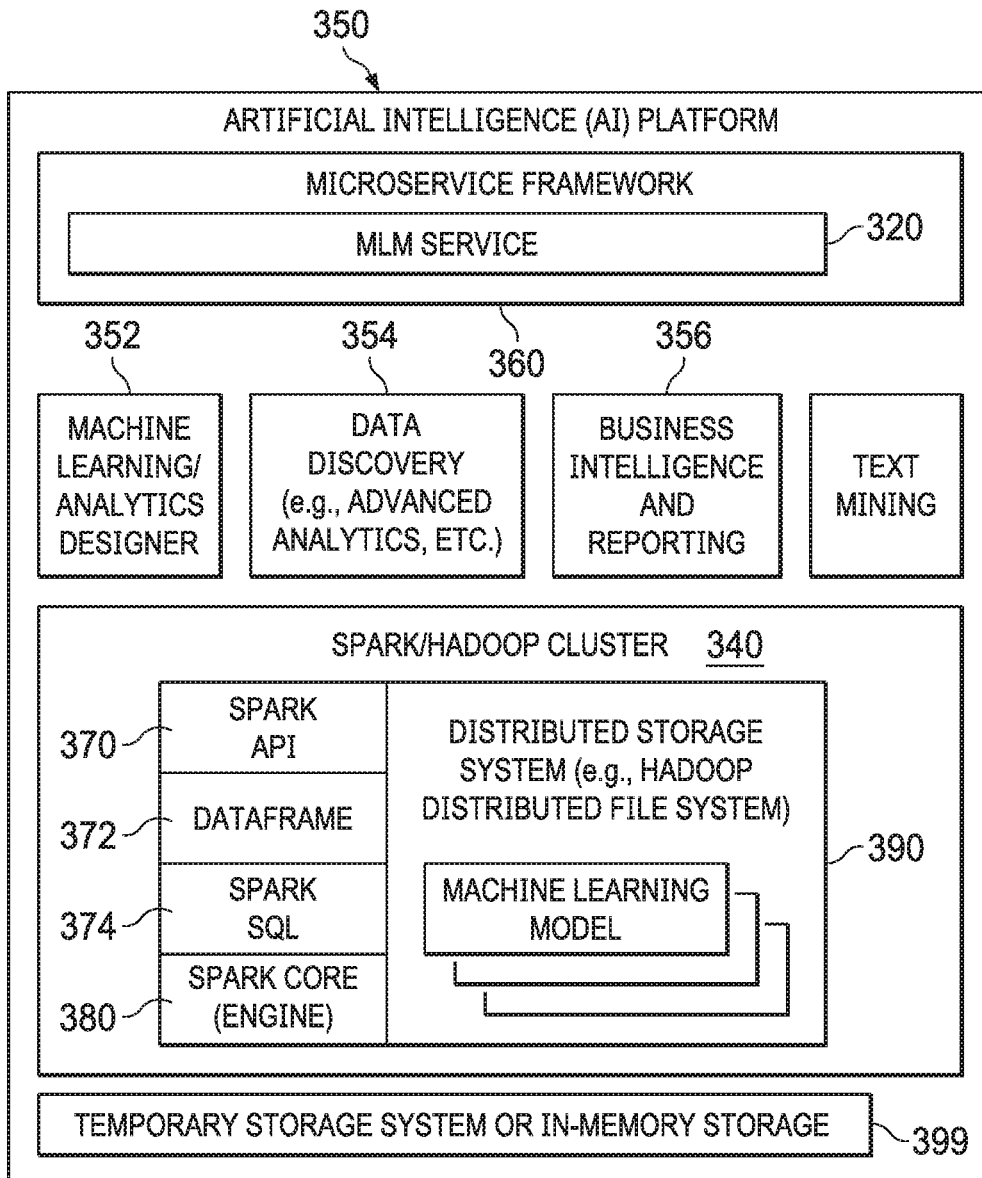 350
ARTIFICIAL INTELLIGENCE (AI) PLATFORM
MICROSERVICE FRAMEWORK
MLM SERVICE
320
352
354
360
356
MACHINE
LEARNING/
ANALYTICS
DESIGNER
DATA
DISCOVERY
(e.g., ADVANCED
ANALYTICS, ETC.)
BUSINESS
INTELLIGENCE
AND
REPORTING
TEXT
MINING
SPARK/HADOOP CLUSTER 340
370
SPARK
API
372
DATAFRAME
374
SPARK
SQL
380
SPARK CORE
(ENGINE)
DISTRIBUTED STORAGE
SYSTEM (e.g., HADOOP
DISTRIBUTED FILE SYSTEM)
390
MACHINE LEARNING
MODEL
TEMPORARY STORAGE SYSTEM OR IN-MEMORY STORAGE
399